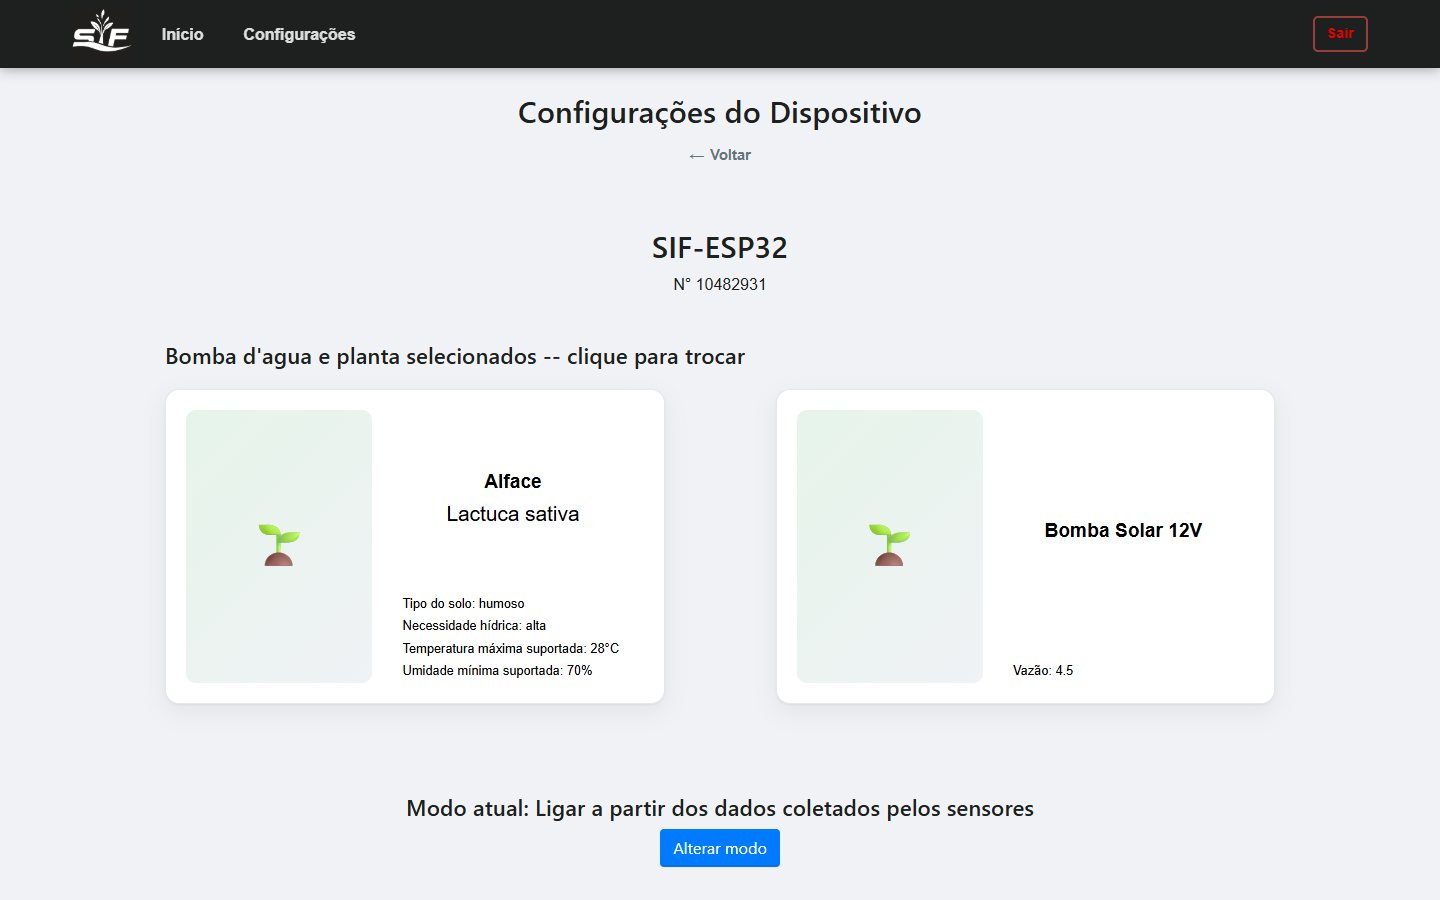 SIF
Início
Configurações
Sair
Configurações do Dispositivo
← Voltar
SIF-ESP32
N° 10482931
Bomba d'agua e planta selecionados -- clique para trocar
Alface
Lactuca sativa
Tipo do solo: humoso
Necessidade hídrica: alta
Temperatura máxima suportada: 28°C
Umidade mínima suportada: 70%
Bomba Solar 12V
Vazão: 4.5
Modo atual: Ligar a partir dos dados coletados pelos sensores
Alterar modo